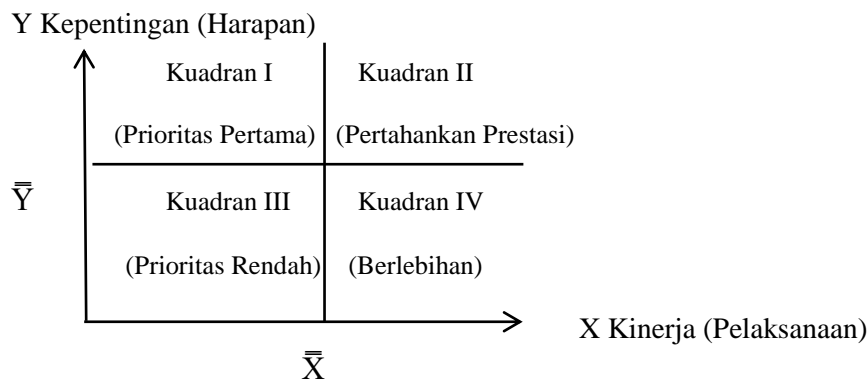 Y Kepentingan (Harapan)
Kuadran I Kuadran II
(Prioritas Pertama) (Pertahankan Prestasi)
Y̿
Kuadran III Kuadran IV
(Prioritas Rendah) (Berlebihan)
X Kinerja (Pelaksanaan)
X̿